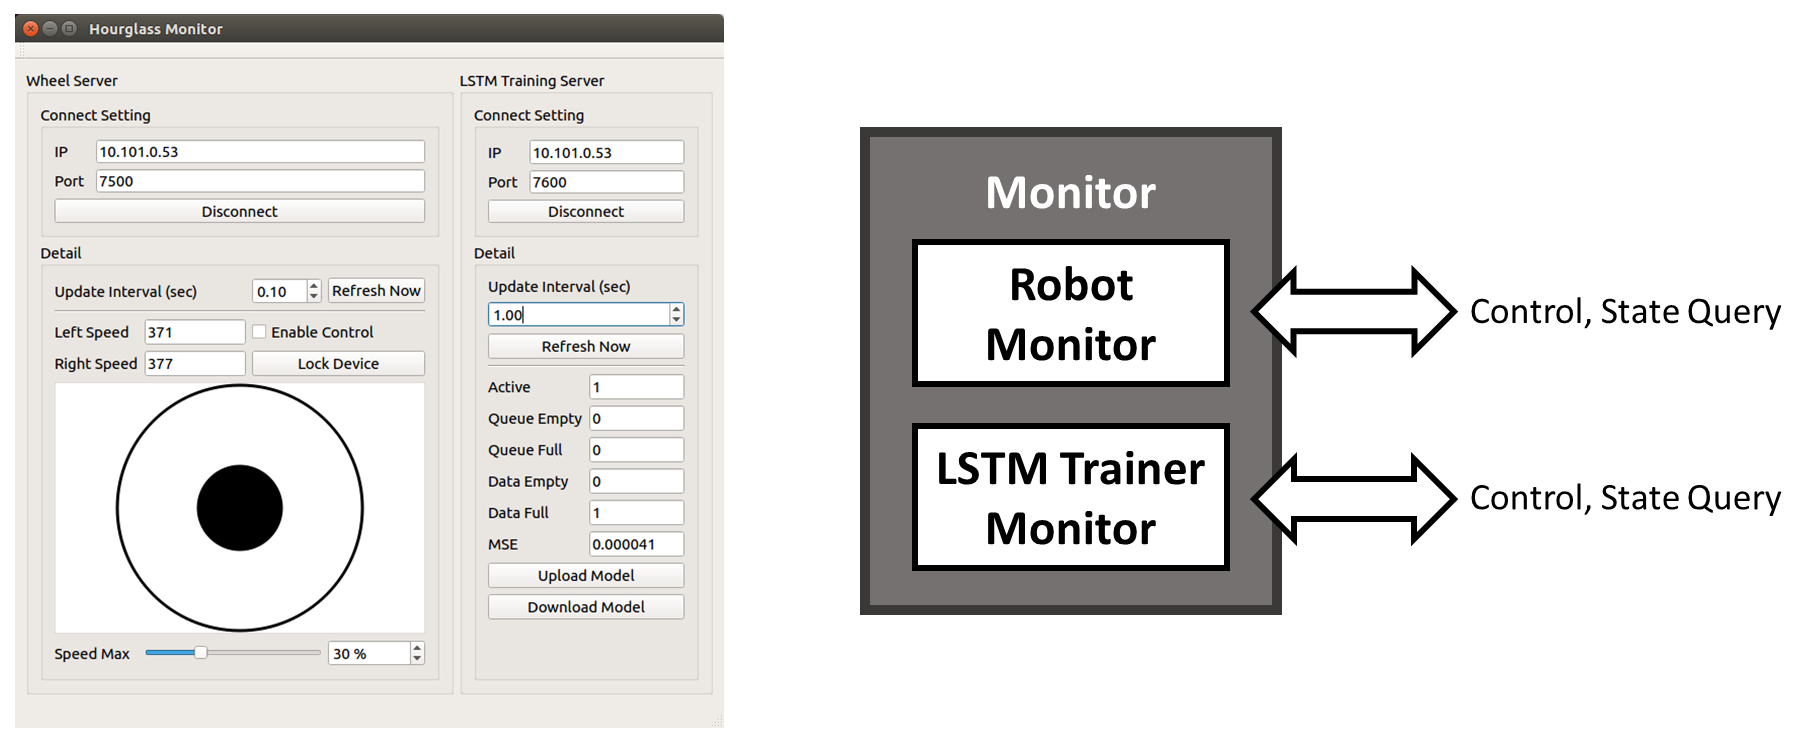 Hourglass Monitor
Wheel Server
Connect Setting
IP 10.101.0.53
Port 7500
Disconnect
Detail
Update Interval (sec) 0.10 Refresh Now
Left Speed 371 Enable Control
Right Speed 377 Lock Device
Speed Max 30 %
LSTM Training Server
Connect Setting
IP 10.101.0.53
Port 7600
Disconnect
Detail
Update Interval (sec)
1.00
Refresh Now
Active 1
Queue Empty 0
Queue Full 0
Data Empty 0
Data Full 1
MSE 0.000041
Upload Model
Download Model
Monitor
Robot
Monitor
Control, State Query
LSTM Trainer
Monitor
Control, State Query